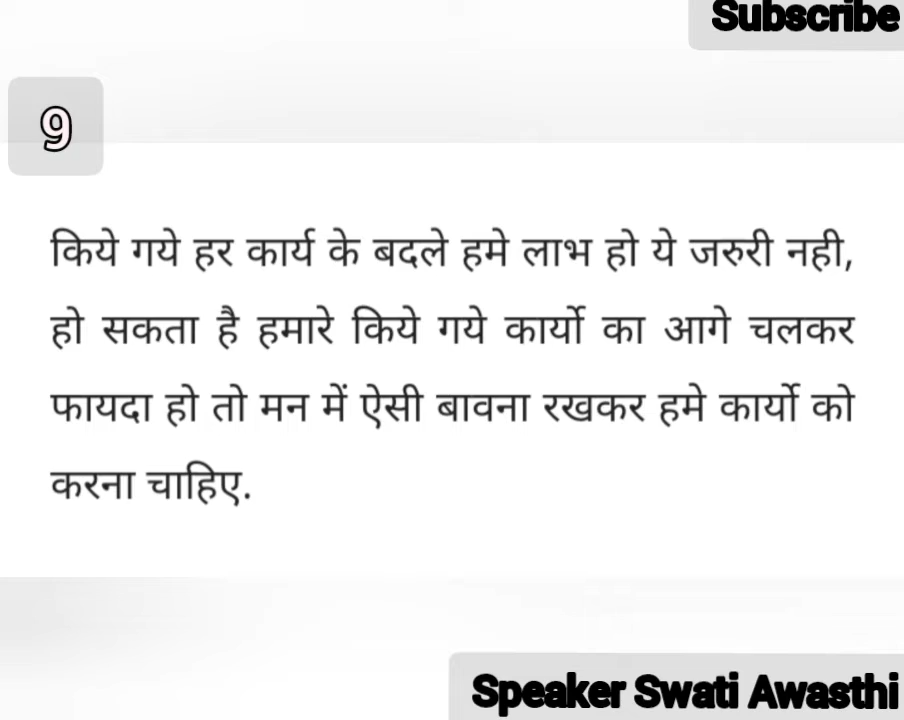 Subscribe
9
किये गये हर कार्य के बदले हमे लाभ हो ये जरुरी नही,
हो सकता है हमारे किये गये कार्यो का आगे चलकर
फायदा हो तो मन में ऐसी बावना रखकर हमे कार्यो को
करना चाहिए.
Speaker Swati Awasthi